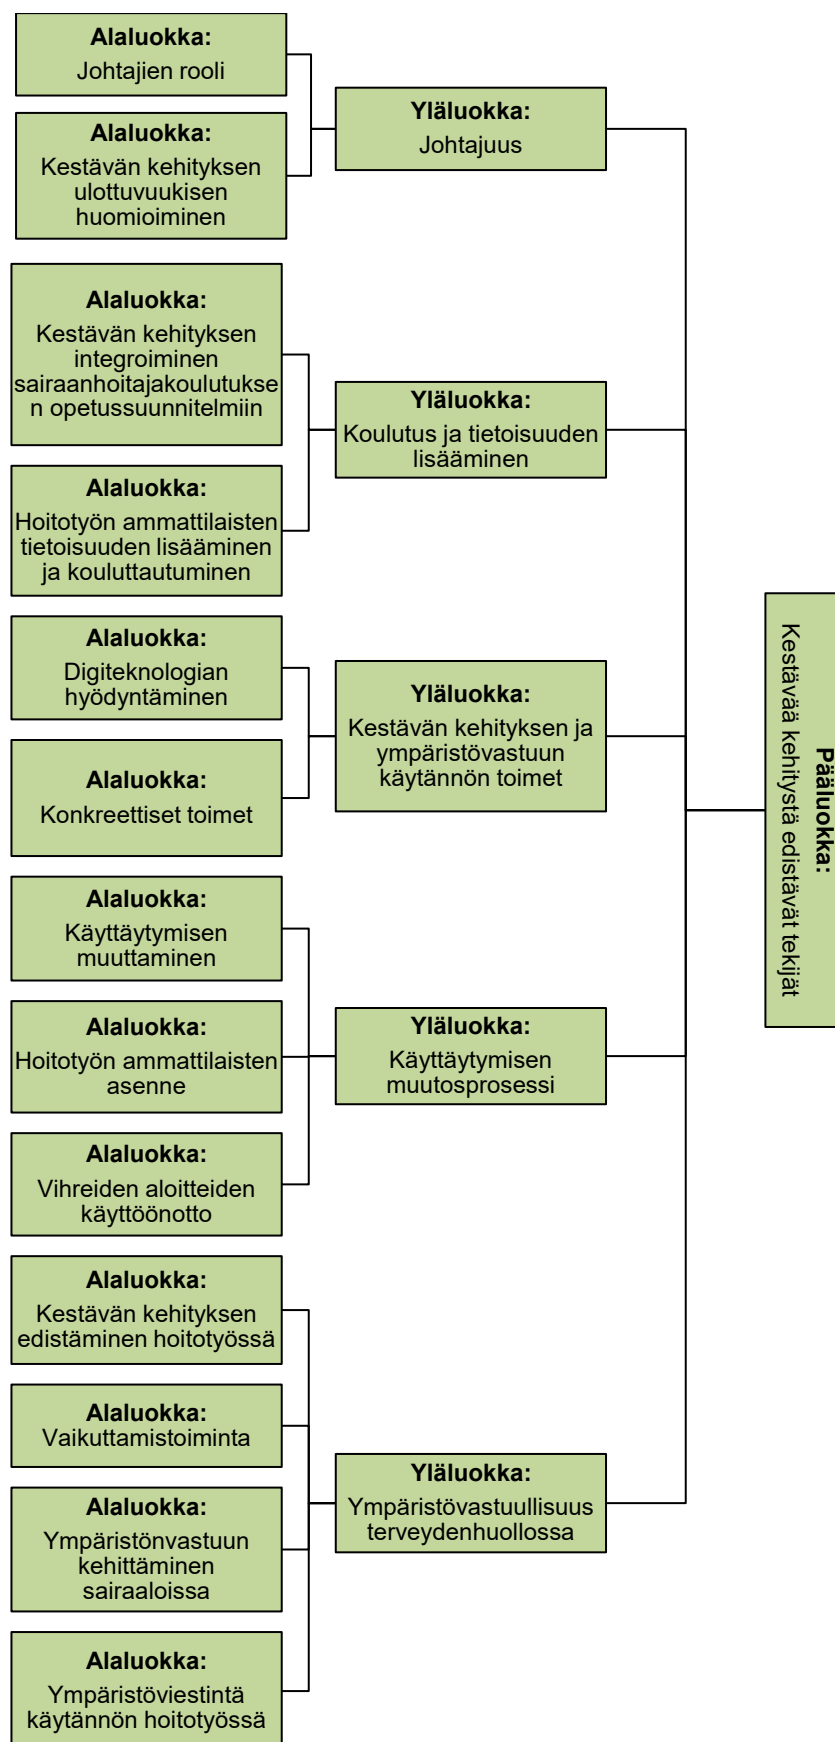 Alaluokka:
Johtajien rooli
Alaluokka:
Kestävän kehityksen
ulottuvuukisen
huomioiminen
Yläluokka:
Johtajuus
Alaluokka:
Kestävän kehityksen
integroiminen
sairaanhoitajakoulutukse
n opetussuunnitelmiin
Alaluokka:
Hoitotyön ammattilaisten
tietoisuuden lisääminen
ja kouluttautuminen
Yläluokka:
Koulutus ja tietoisuuden
lisääminen
Alaluokka:
Digiteknologian
hyödyntäminen
Alaluokka:
Konkreettiset toimet
Yläluokka:
Kestävän kehityksen ja
ympäristövastuun
käytännön toimet
Alaluokka:
Käyttäytymisen
muuttaminen
Alaluokka:
Hoitotyön ammattilaisten
asenne
Alaluokka:
Vihreiden aloitteiden
käyttöönotto
Yläluokka:
Käyttäytymisen
muutosprosessi
Alaluokka:
Kestävän kehityksen
edistäminen hoitotyössä
Alaluokka:
Vaikuttamistoiminta
Alaluokka:
Ympäristönvastuun
kehittäminen
sairaaloissa
Alaluokka:
Ympäristöviestintä
käytännön hoitotyössä
Yläluokka:
Ympäristövastuullisuus
terveydenhuollossa
Pääluokka:
Kestävää kehitystä edistävät tekijät